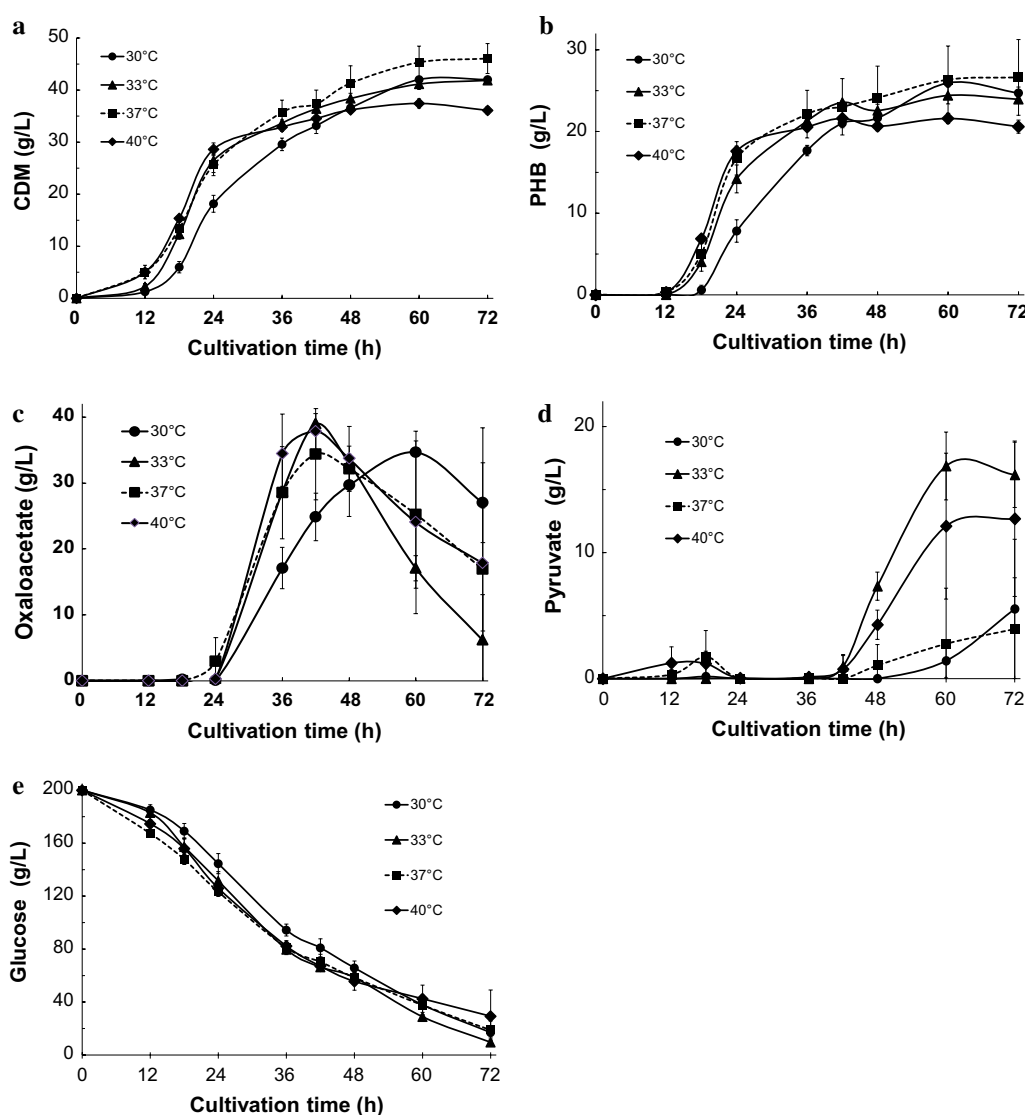 a
CDM (g/L)
50
40
30
20
10
0
30°C
33°C
37°C
40°C
0 12 24 36 48 60 72
Cultivation time (h)
b
PHB (g/L)
30
20
10
0
30°C
33°C
37°C
40°C
0 12 24 36 48 60 72
Cultivation time (h)
c
Oxaloacetate (g/L)
40
30
20
10
0
30°C
33°C
37°C
40°C
0 12 24 36 48 60 72
Cultivation time (h)
d
Pyruvate (g/L)
20
10
0
30°C
33°C
37°C
40°C
0 12 24 36 48 60 72
Cultivation time (h)
e
Glucose (g/L)
200
160
120
80
40
0
30°C
33°C
37°C
40°C
0 12 24 36 48 60 72
Cultivation time (h)